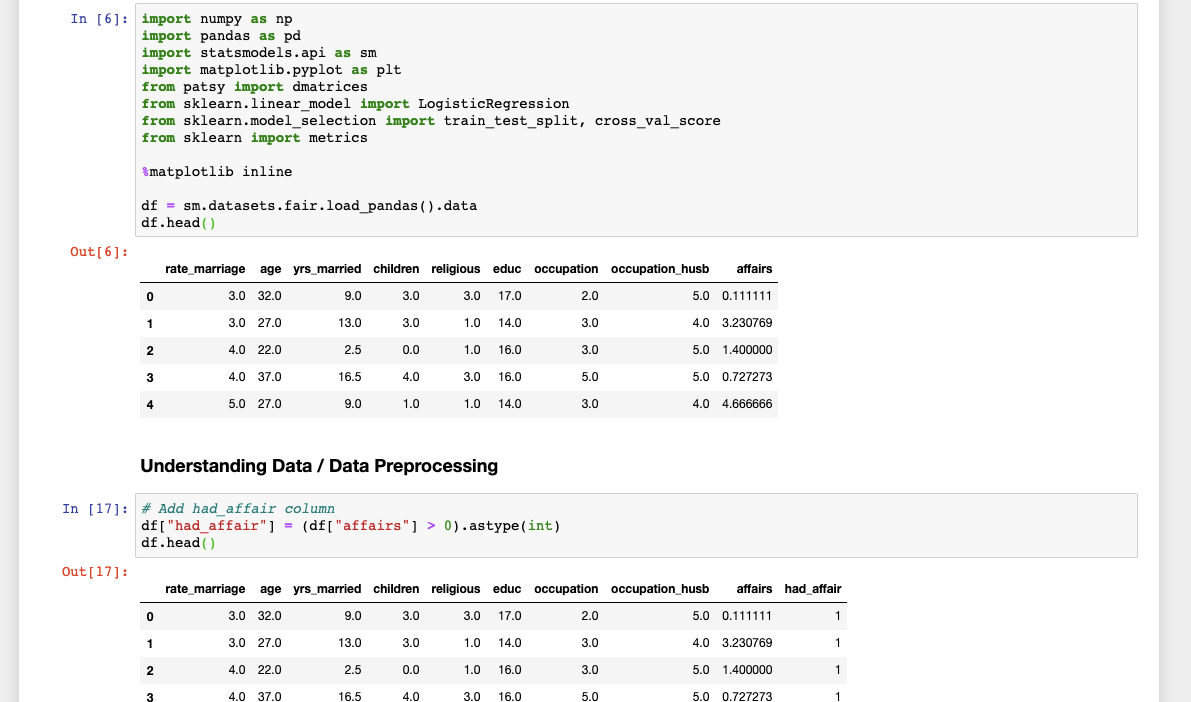 In [6]:
import numpy as np
import pandas as pd
import statsmodels.api as sm
import matplotlib.pyplot as plt
from patsy import dmatrices
from sklearn.linear_model import LogisticRegression
from sklearn.model_selection import train_test_split, cross_val_score
from sklearn import metrics

%matplotlib inline

df = sm.datasets.fair.load_pandas().data
df.head()
Out[6]:
rate_marriage age yrs_married children religious educ occupation occupation_husb affairs
0 3.0 32.0 9.0 3.0 3.0 17.0 2.0 5.0 0.111111
1 3.0 27.0 13.0 3.0 1.0 14.0 3.0 4.0 3.230769
2 4.0 22.0 2.5 0.0 1.0 16.0 3.0 5.0 1.400000
3 4.0 37.0 16.5 4.0 3.0 16.0 5.0 5.0 0.727273
4 5.0 27.0 9.0 1.0 1.0 14.0 3.0 4.0 4.666666
Understanding Data / Data Preprocessing
In [17]:
# Add had_affair column
df["had_affair"] = (df["affairs"] > 0).astype(int)
df.head()
Out[17]:
rate_marriage age yrs_married children religious educ occupation occupation_husb affairs had_affair
0 3.0 32.0 9.0 3.0 3.0 17.0 2.0 5.0 0.111111 1
1 3.0 27.0 13.0 3.0 1.0 14.0 3.0 4.0 3.230769 1
2 4.0 22.0 2.5 0.0 1.0 16.0 3.0 5.0 1.400000 1
3 4.0 37.0 16.5 4.0 3.0 16.0 5.0 5.0 0.727273 1